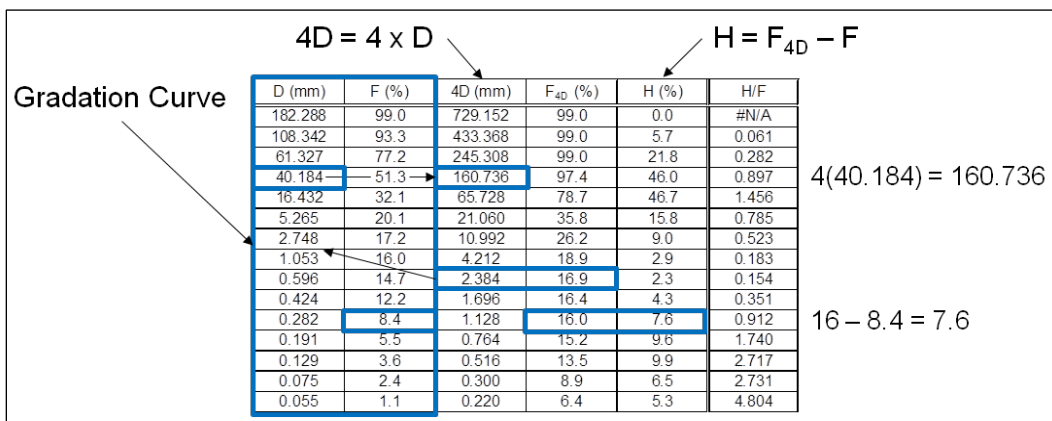 4D = 4 x D
H = F4D – F
Gradation Curve
D (mm) F (%) 4D (mm) F4D (%) H (%) H/F
182.288 99.0 729.152 99.0 0.0 #N/A
108.342 93.3 433.368 99.0 5.7 0.061
61.327 77.2 245.308 99.0 21.8 0.282
40.184 51.3 160.736 97.4 46.0 0.897
4(40.184) = 160.736
16.432 32.1 65.728 78.7 46.7 1.456
5.265 20.1 21.060 35.8 15.8 0.785
2.748 17.2 10.992 26.2 9.0 0.523
1.053 16.0 4.212 18.9 2.9 0.183
0.596 14.7 2.384 16.9 2.3 0.154
0.424 12.2 1.696 16.4 4.3 0.351
0.282 8.4 1.128 16.0 7.6 0.912
16 – 8.4 = 7.6
0.191 5.5 0.764 15.2 9.6 1.740
0.129 3.6 0.516 13.5 9.9 2.717
0.075 2.4 0.300 8.9 6.5 2.731
0.055 1.1 0.220 6.4 5.3 4.804